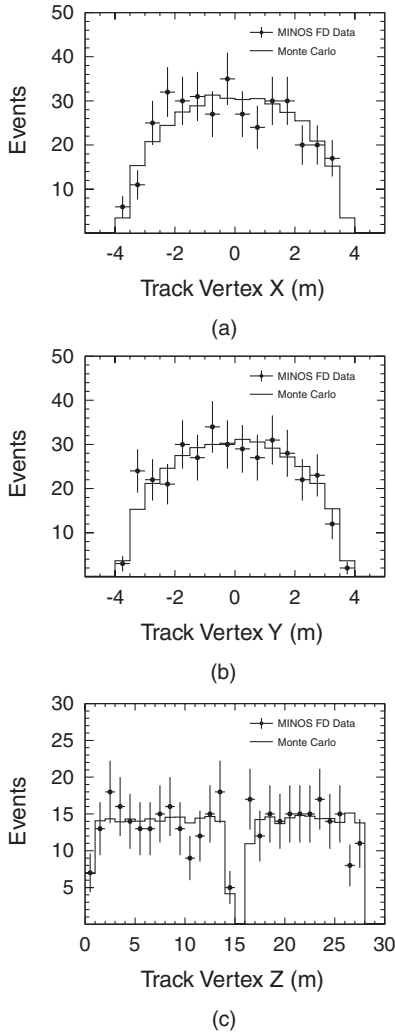 50
40
30
20
10
Events
MINOS FD Data
Monte Carlo
-4 -2 0 2 4
Track Vertex X (m)
(a)
50
40
30
20
10
Events
MINOS FD Data
Monte Carlo
-4 -2 0 2 4
Track Vertex Y (m)
(b)
30
25
20
15
10
5
Events
MINOS FD Data
Monte Carlo
0 5 10 15 20 25 30
Track Vertex Z (m)
(c)